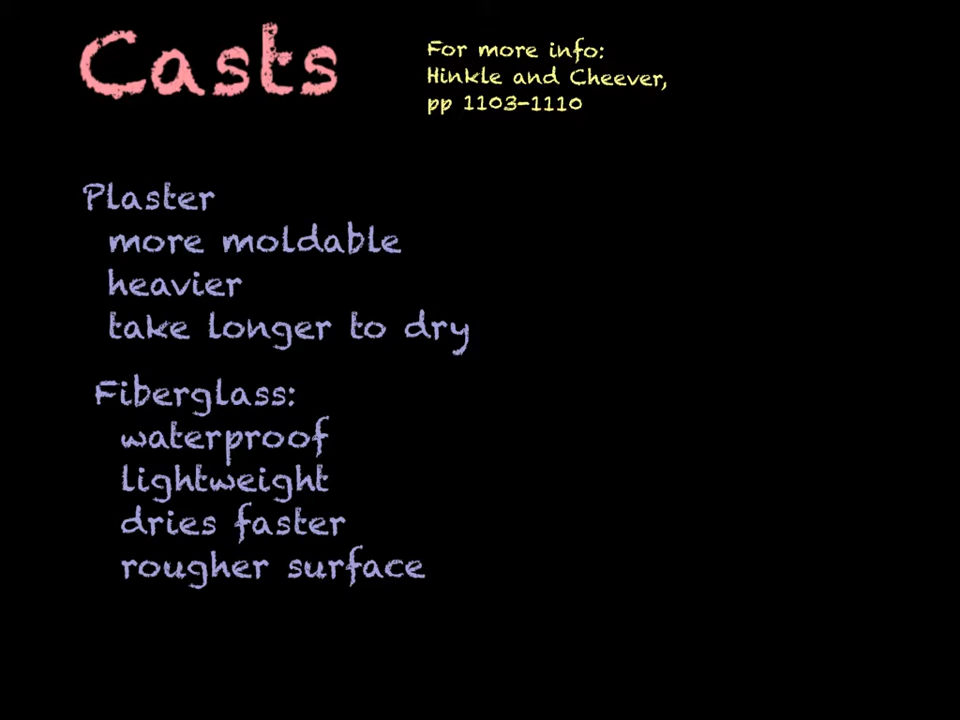 Casts
For more info:
Hinkle and Cheever,
pp 1103-1110
Plaster
more moldable
heavier
take longer to dry
Fiberglass:
waterproof
lightweight
dries faster
rougher surface